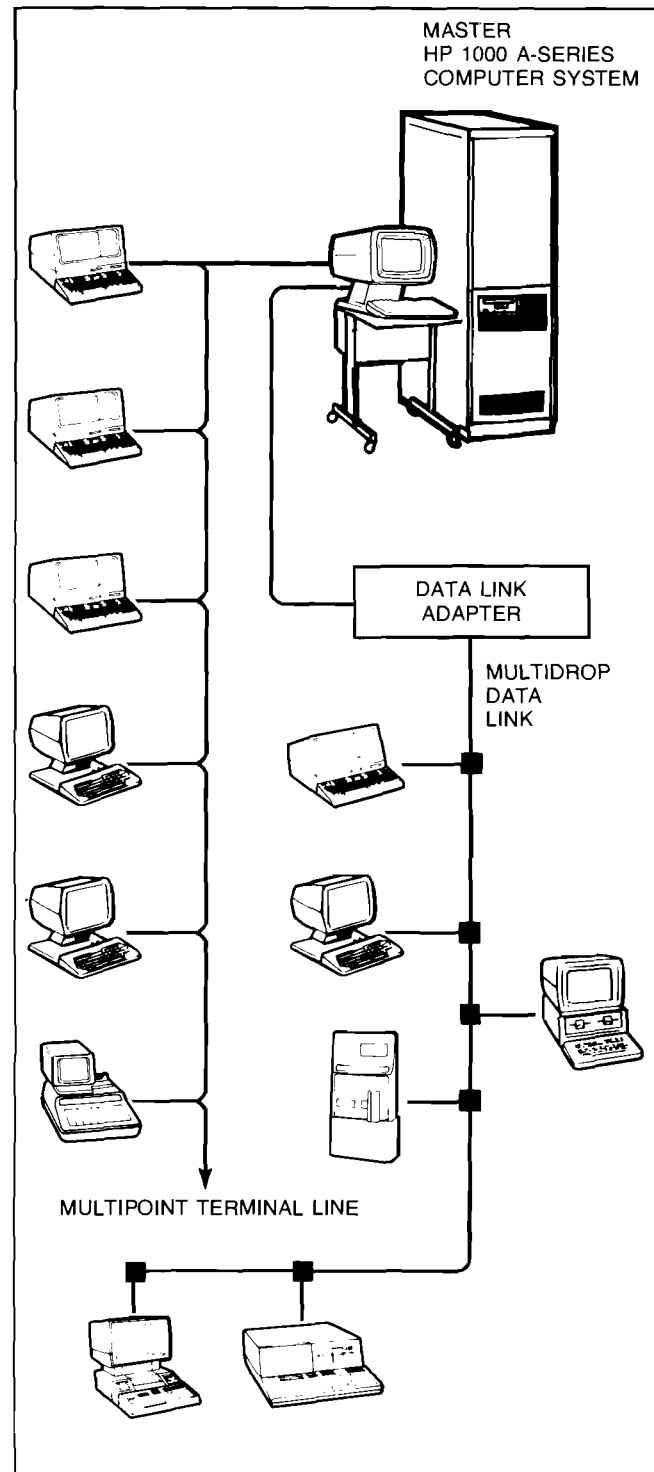 MASTER
HP 1000 A-SERIES
COMPUTER SYSTEM
DATA LINK
ADAPTER
MULTIDROP
DATA
LINK
MULTIPOINT TERMINAL LINE